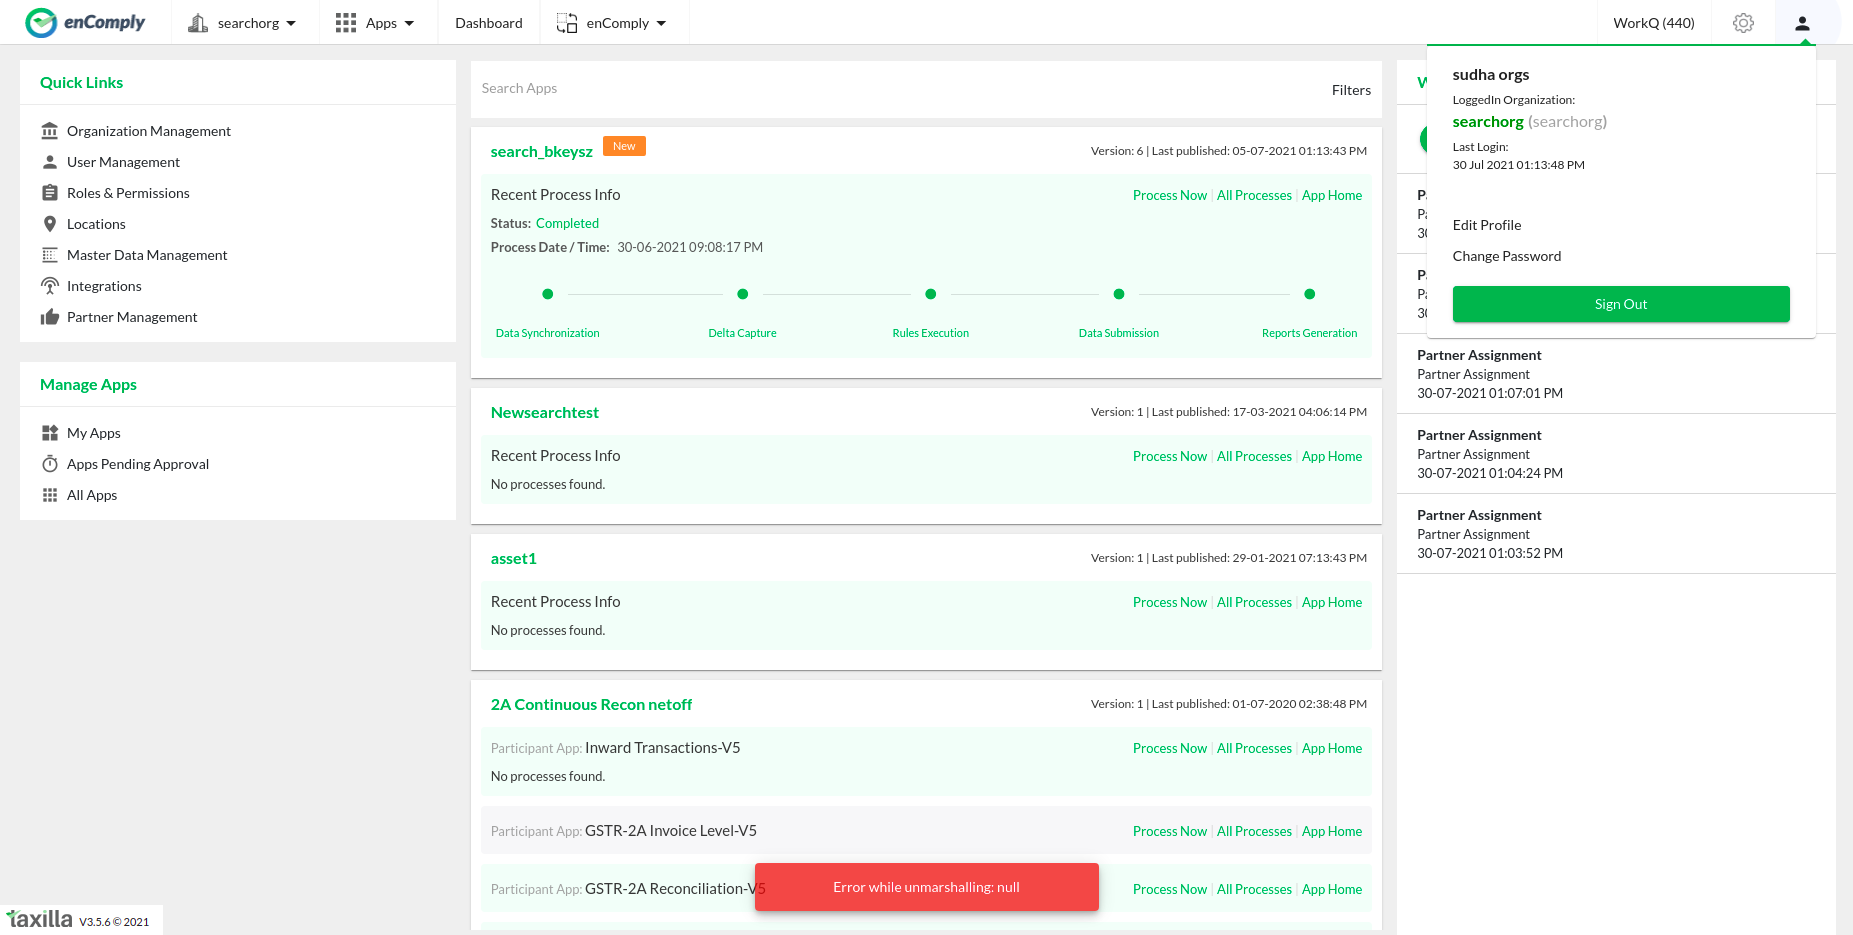 enComply
searchorg
Apps
Dashboard
enComply
WorkQ (440)
Quick Links
Organization Management
User Management
Roles & Permissions
Locations
Master Data Management
Integrations
Partner Management
Manage Apps
My Apps
Apps Pending Approval
All Apps
Search Apps
Filters
search_bkeysz
New
Version: 6 | Last published: 05-07-2021 01:13:43 PM
Recent Process Info
Process Now | All Processes | App Home
Status: Completed
Process Date / Time: 30-06-2021 09:08:17 PM
Data Synchronization
Delta Capture
Rules Execution
Data Submission
Reports Generation
Newsearchtest
Version: 1 | Last published: 17-03-2021 04:06:14 PM
Recent Process Info
Process Now | All Processes | App Home
No processes found.
asset1
Version: 1 | Last published: 29-01-2021 07:13:43 PM
Recent Process Info
Process Now | All Processes | App Home
No processes found.
2A Continuous Recon netoff
Version: 1 | Last published: 01-07-2020 02:38:48 PM
Participant App: Inward Transactions-V5
Process Now | All Processes | App Home
No processes found.
Participant App: GSTR-2A Invoice Level-V5
Process Now | All Processes | App Home
Participant App: GSTR-2A Reconciliation-V5
Process Now | All Processes | App Home
Error while unmarshalling: null
sudha orgs
LoggedIn Organization:
searchorg (searchorg)
Last Login:
30 Jul 2021 01:13:48 PM
Edit Profile
Change Password
Sign Out
Partner Assignment
Partner Assignment
30-07-2021 01:07:01 PM
Partner Assignment
Partner Assignment
30-07-2021 01:04:24 PM
Partner Assignment
Partner Assignment
30-07-2021 01:03:52 PM
taxilla V3.5.6 © 2021